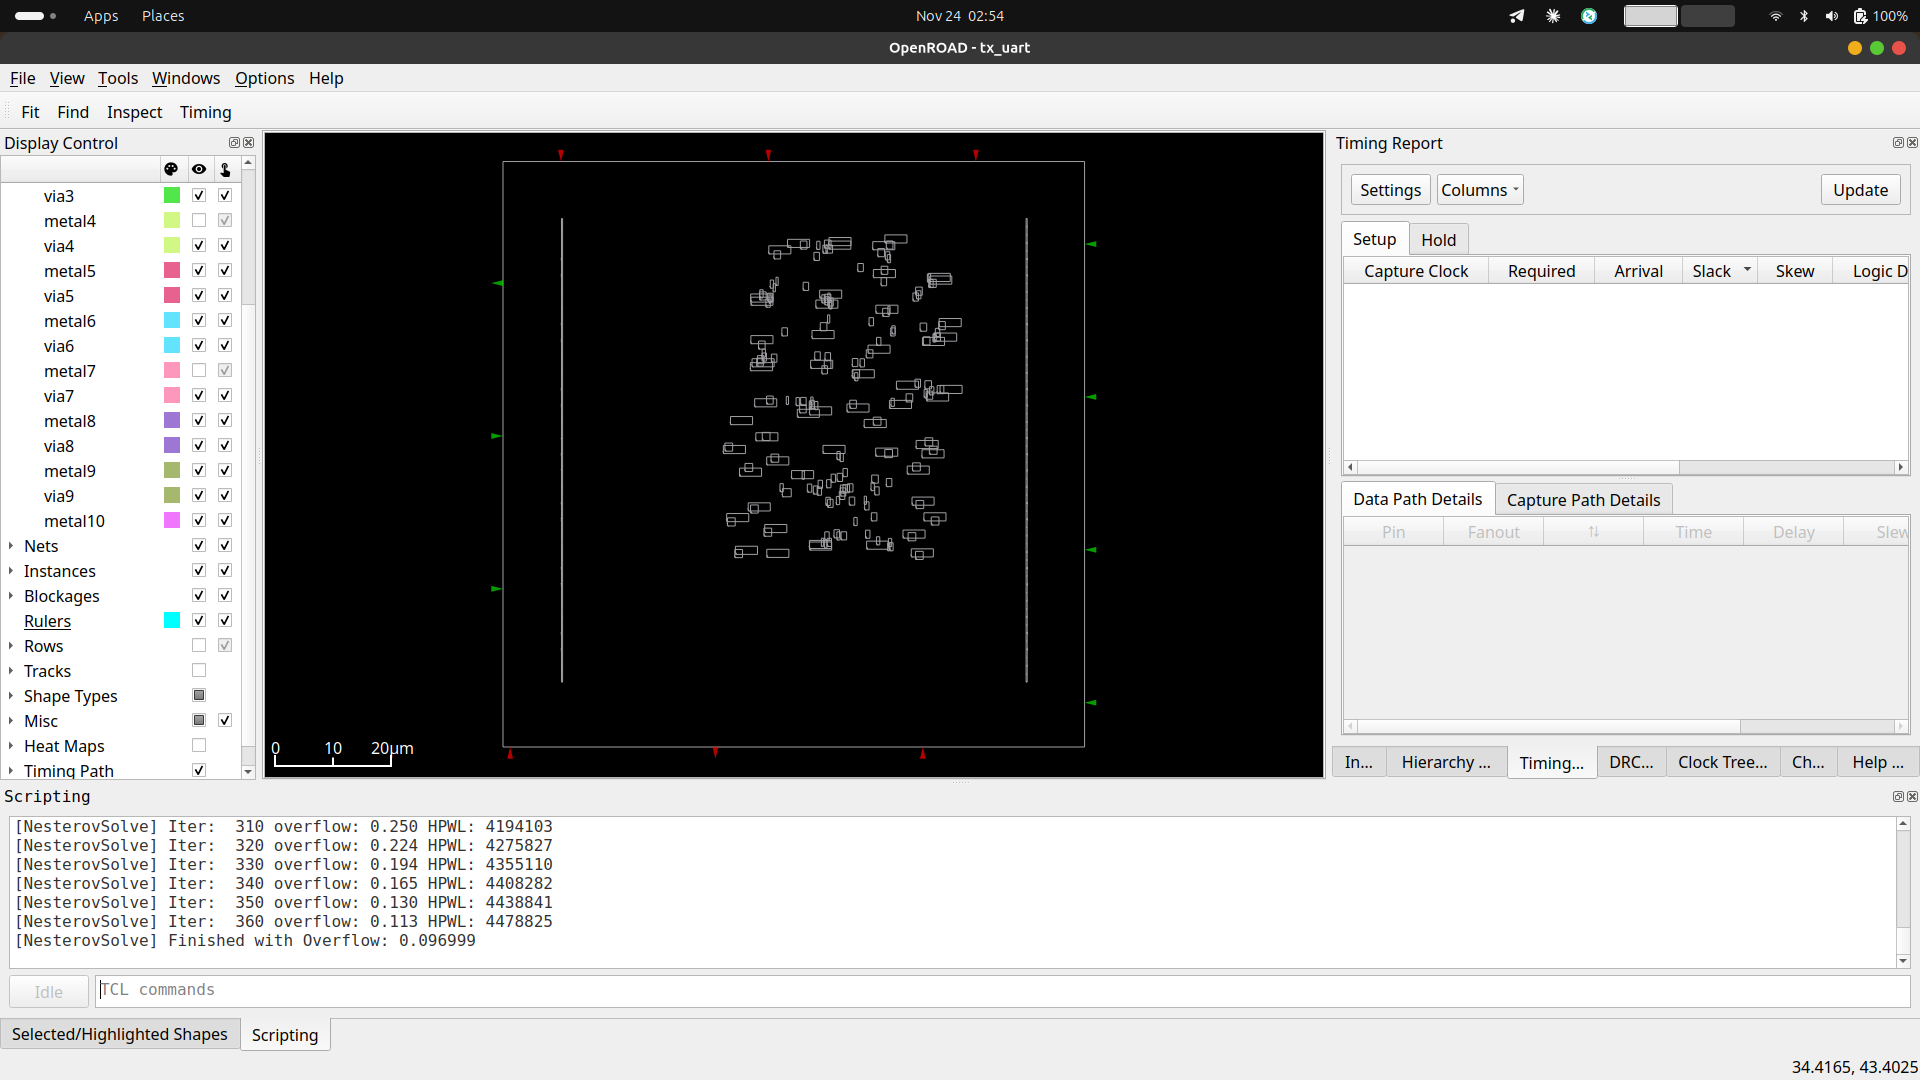 Apps Places Nov 24 02:54 100%
OpenROAD - tx_uart
File View Tools Windows Options Help
Fit Find Inspect Timing
Display Control
via3
metal4
via4
metal5
via5
metal6
via6
metal7
via7
metal8
via8
metal9
via9
metal10
Nets
Instances
Blockages
Rulers
Rows
Tracks
Shape Types
Misc
Heat Maps
Timing Path
0 10 20μm
Timing Report
Settings Columns Update
Setup Hold
Capture Clock Required Arrival Slack Skew Logic D
Data Path Details Capture Path Details
Pin Fanout ⇅ Time Delay Slew
In... Hierarchy ... Timing... DRC... Clock Tree... Ch... Help ...
Scripting
[NesterovSolve] Iter:  310 overflow: 0.250 HPWL: 4194103
[NesterovSolve] Iter:  320 overflow: 0.224 HPWL: 4275827
[NesterovSolve] Iter:  330 overflow: 0.194 HPWL: 4355110
[NesterovSolve] Iter:  340 overflow: 0.165 HPWL: 4408282
[NesterovSolve] Iter:  350 overflow: 0.130 HPWL: 4438841
[NesterovSolve] Iter:  360 overflow: 0.113 HPWL: 4478825
[NesterovSolve] Finished with Overflow: 0.096999
Idle TCL commands
Selected/Highlighted Shapes Scripting
34.4165, 43.4025